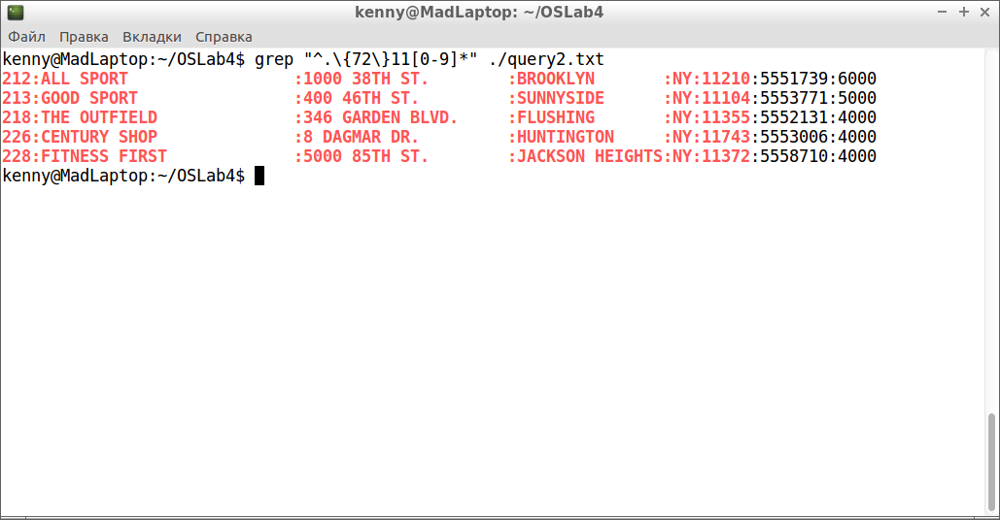 kenny@MadLaptop: ~/OSLab4
Файл Правка Вкладки Справка
kenny@MadLaptop:~/OSLab4$ grep "^.\{72\}11[0-9]*" ./query2.txt
212:ALL SPORT                 :1000 38TH ST.        :BROOKLYN       :NY:11210:5551739:6000
213:GOOD SPORT                :400 46TH ST.         :SUNNYSIDE      :NY:11104:5553771:5000
218:THE OUTFIELD              :346 GARDEN BLVD.     :FLUSHING       :NY:11355:5552131:4000
226:CENTURY SHOP              :8 DAGMAR DR.         :HUNTINGTON     :NY:11743:5553006:4000
228:FITNESS FIRST             :5000 85TH ST.        :JACKSON HEIGHTS:NY:11372:5558710:4000
kenny@MadLaptop:~/OSLab4$